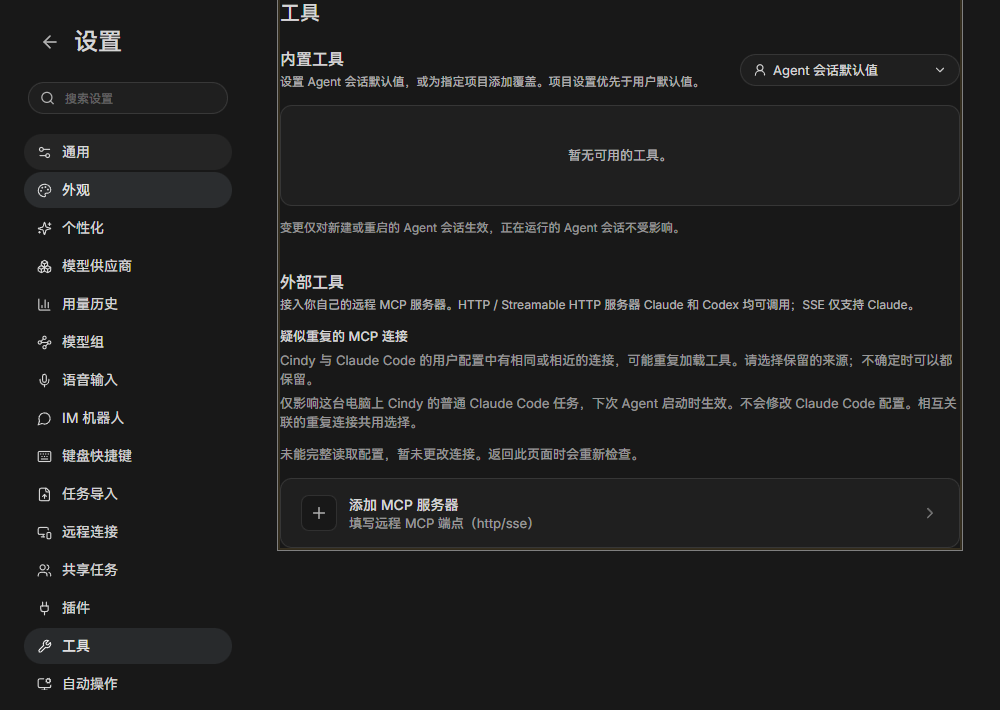 设置
搜索设置
通用
外观
个性化
模型供应商
用量历史
模型组
语音输入
IM 机器人
键盘快捷键
任务导入
远程连接
共享任务
插件
工具
自动操作
工具
内置工具
设置 Agent 会话默认值，或为指定项目添加覆盖。项目设置优先于用户默认值。
Agent 会话默认值
暂无可用的工具。
变更仅对新建或重启的 Agent 会话生效，正在运行的 Agent 会话不受影响。
外部工具
接入你自己的远程 MCP 服务器。HTTP / Streamable HTTP 服务器 Claude 和 Codex 均可调用；SSE 仅支持 Claude。
疑似重复的 MCP 连接
Cindy 与 Claude Code 的用户配置中有相同或相近的连接，可能重复加载工具。请选择保留的来源；不确定时可以都
保留。
仅影响这台电脑上 Cindy 的普通 Claude Code 任务，下次 Agent 启动时生效。不会修改 Claude Code 配置。相互关
联的重复连接共用选择。
未能完整读取配置，暂未更改连接。返回此页面时会重新检查。
添加 MCP 服务器
填写远程 MCP 端点（http/sse）